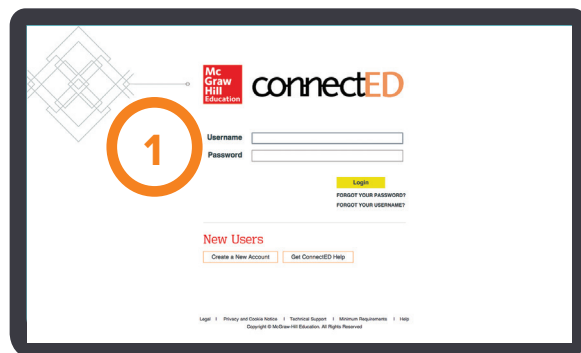 Mc
Graw
Hill
Education
connectED
1
Username
Password
Login
FORGOT YOUR PASSWORD?
FORGOT YOUR USERNAME?
New Users
Create a New Account Get ConnectED Help
Legal I Privacy and Cookie Notice I Technical Support I Minimum Requirements I Help
Copyright © McGraw-Hill Education. All Rights Reserved